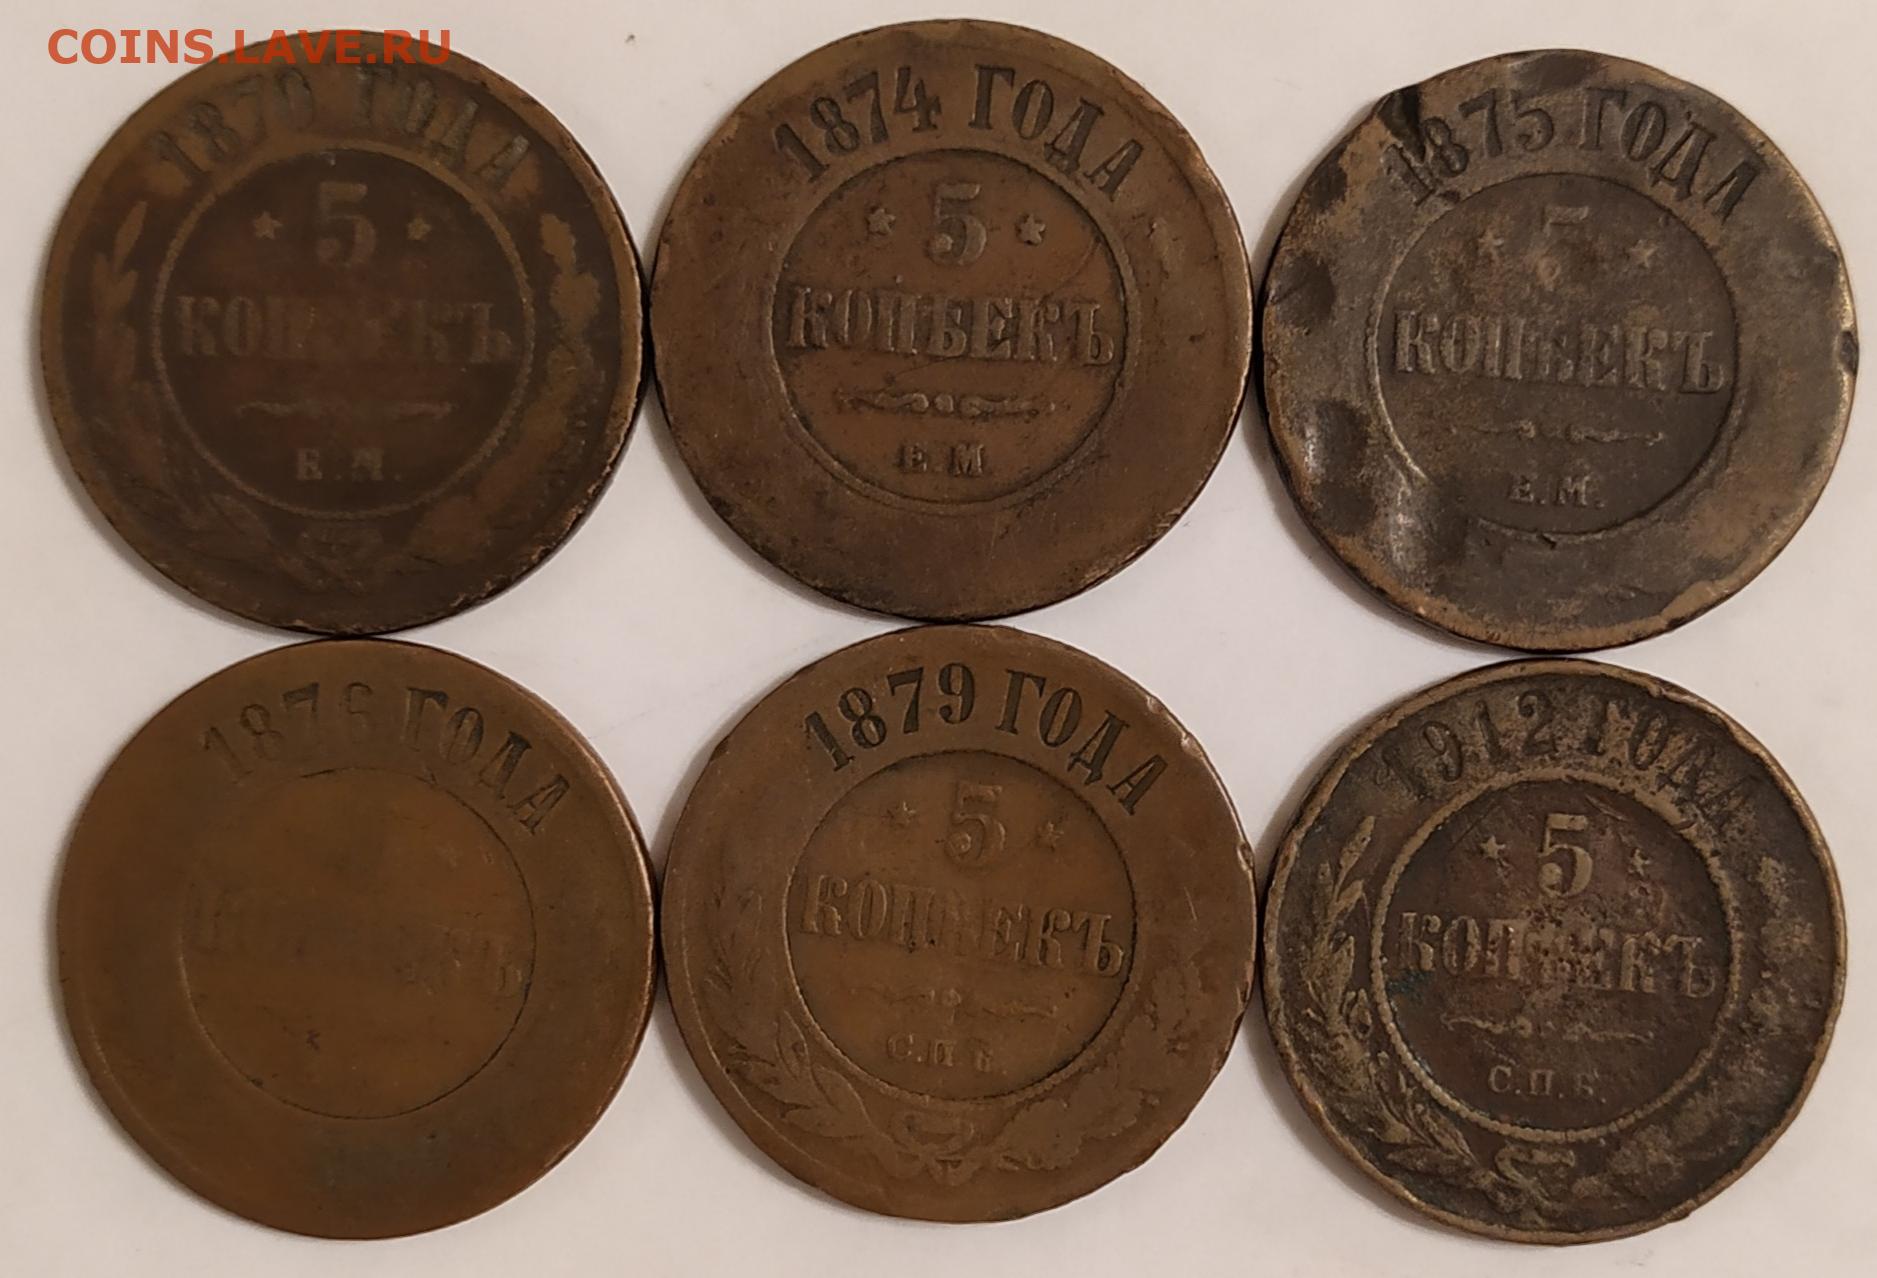 COINS.LAVE.RU
1870 ГОДА
5
КОПѢЕКЪ
Е.М.
1874 ГОДА
5
КОПѢЕКЪ
Е.М.
1875 ГОДА
5
КОПѢЕКЪ
Е.М.
1876 ГОДА
1879 ГОДА
5
КОПѢЕКЪ
С.П.Б.
1912 ГОДА
5
КОПѢЕКЪ
С.П.Б.